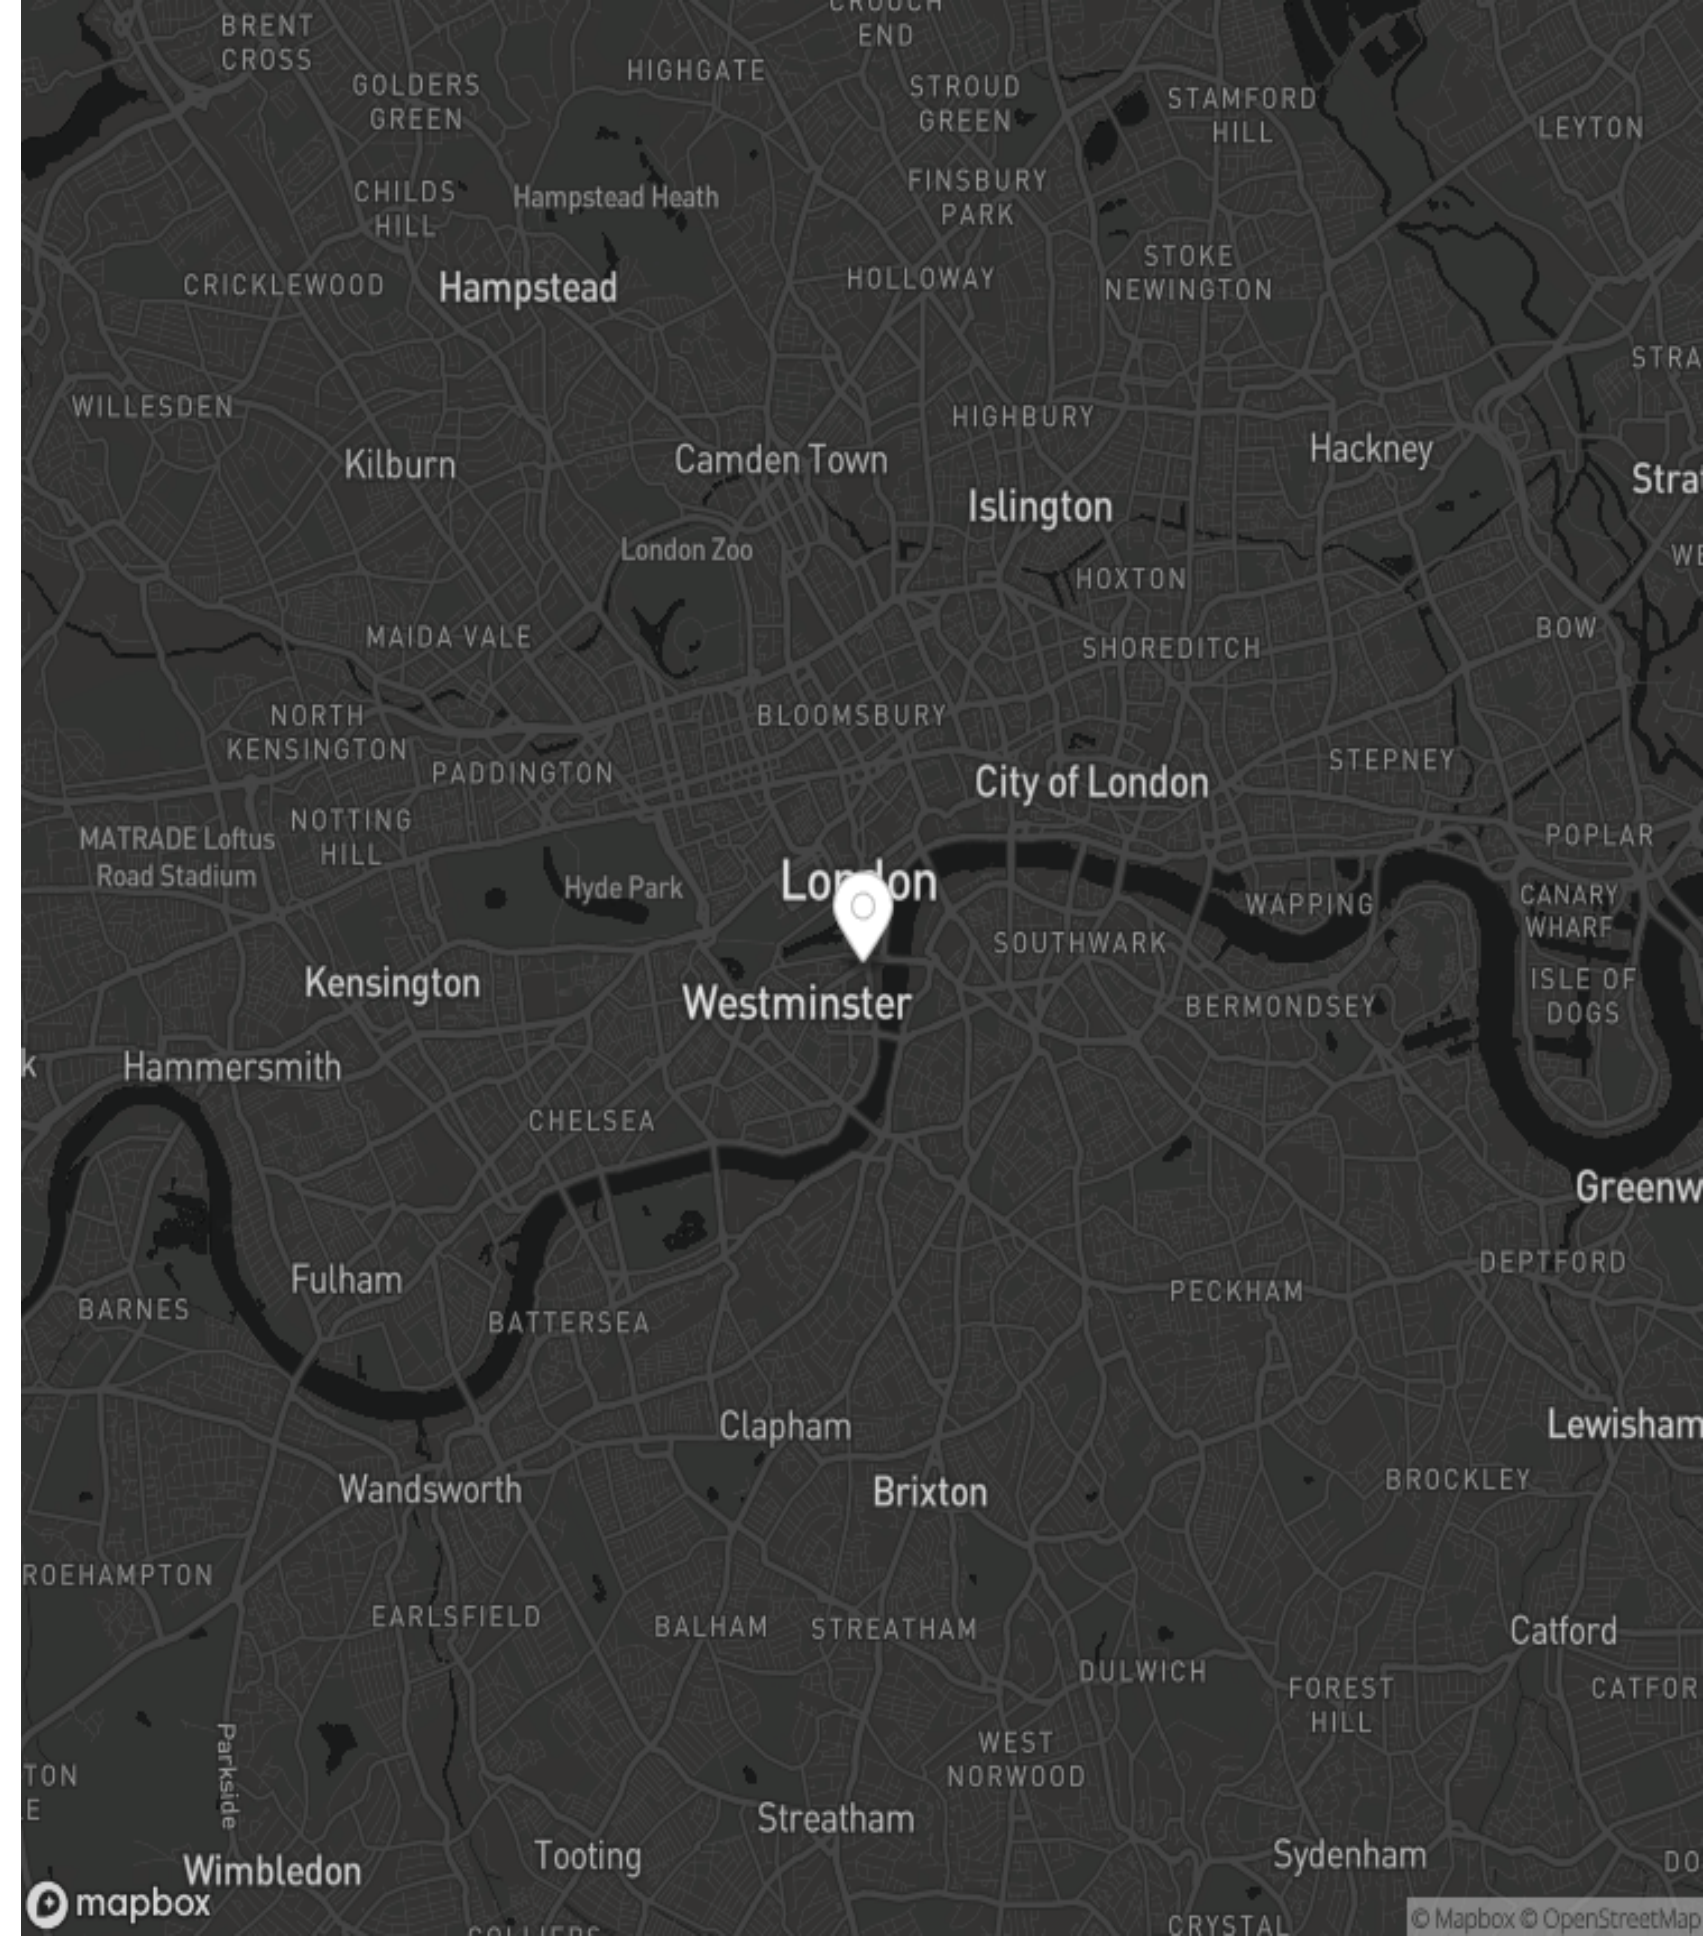 CROUCH
END
BRENT
CROSS
HIGHGATE
GOLDERS
GREEN
STROUD
GREEN
STAMFORD
HILL
LEYTON
CHILDS
HILL
Hampstead Heath
FINSBURY
PARK
STOKE
NEWINGTON
CRICKLEWOOD
Hampstead
HOLLOWAY
STRA
WILLESDEN
HIGHBURY
Kilburn
Camden Town
Hackney
Strat
Islington
London Zoo
WE
HOXTON
MAIDA VALE
SHOREDITCH
BOW
NORTH
KENSINGTON
BLOOMSBURY
PADDINGTON
City of London
STEPNEY
MATRADE Loftus
Road Stadium
NOTTING
HILL
POPLAR
Hyde Park
London
WAPPING
CANARY
WHARF
SOUTHWARK
Kensington
Westminster
BERMONDSEY
ISLE OF
DOGS
k
Hammersmith
CHELSEA
Greenw
Fulham
BARNES
BATTERSEA
PECKHAM
DEPTFORD
Clapham
Lewisham
Wandsworth
Brixton
BROCKLEY
ROEHAMPTON
EARLSFIELD
BALHAM
STREATHAM
Catford
DULWICH
FOREST
HILL
CATFOR
Parkside
WEST
NORWOOD
TON
E
Streatham
Wimbledon
Tooting
Sydenham
DO
mapbox
COLLIERS
CRYSTAL
© Mapbox © OpenStreetMap